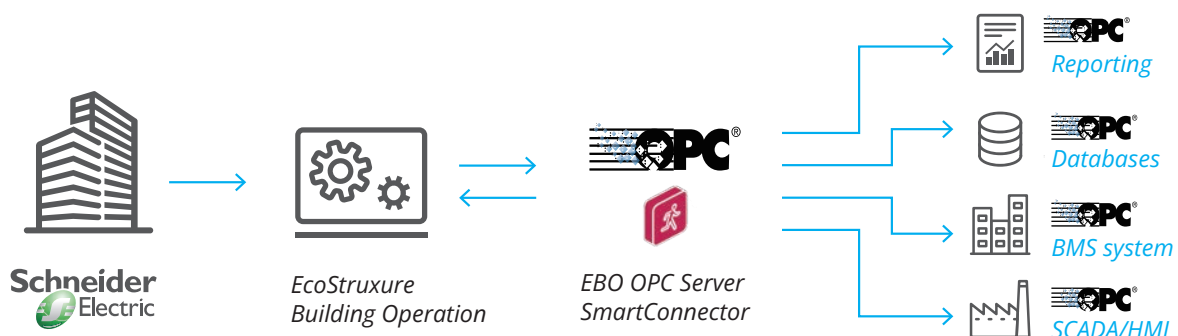 Schneider
Electric
EcoStruxure
Building Operation
OPC®
EBO OPC Server
SmartConnector
OPC®
Reporting
OPC®
Databases
OPC®
BMS system
OPC®
SCADA/HMI